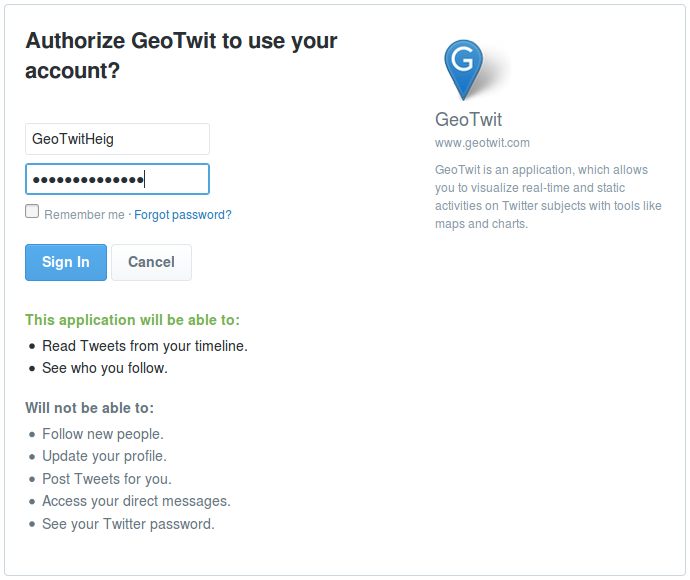 Authorize GeoTwit to use your
account?
GeoTwitHeig
••••••••••••••
Remember me · Forgot password?
Sign In
Cancel
This application will be able to:
• Read Tweets from your timeline.
• See who you follow.
Will not be able to:
• Follow new people.
• Update your profile.
• Post Tweets for you.
• Access your direct messages.
• See your Twitter password.
G
GeoTwit
www.geotwit.com
GeoTwit is an application, which allows
you to visualize real-time and static
activities on Twitter subjects with tools like
maps and charts.